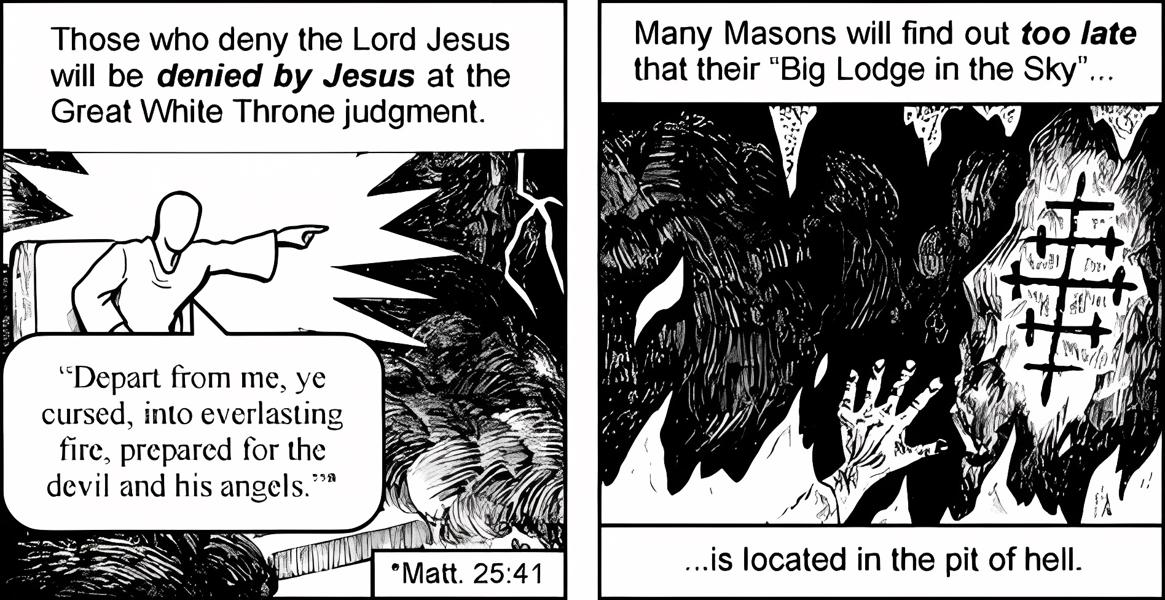 Those who deny the Lord Jesus
will be denied by Jesus at the
Great White Throne judgment.
"Depart from me, ye
cursed, into everlasting
fire, prepared for the
devil and his angels."*
*Matt. 25:41
Many Masons will find out too late
that their "Big Lodge in the Sky"...
...is located in the pit of hell.